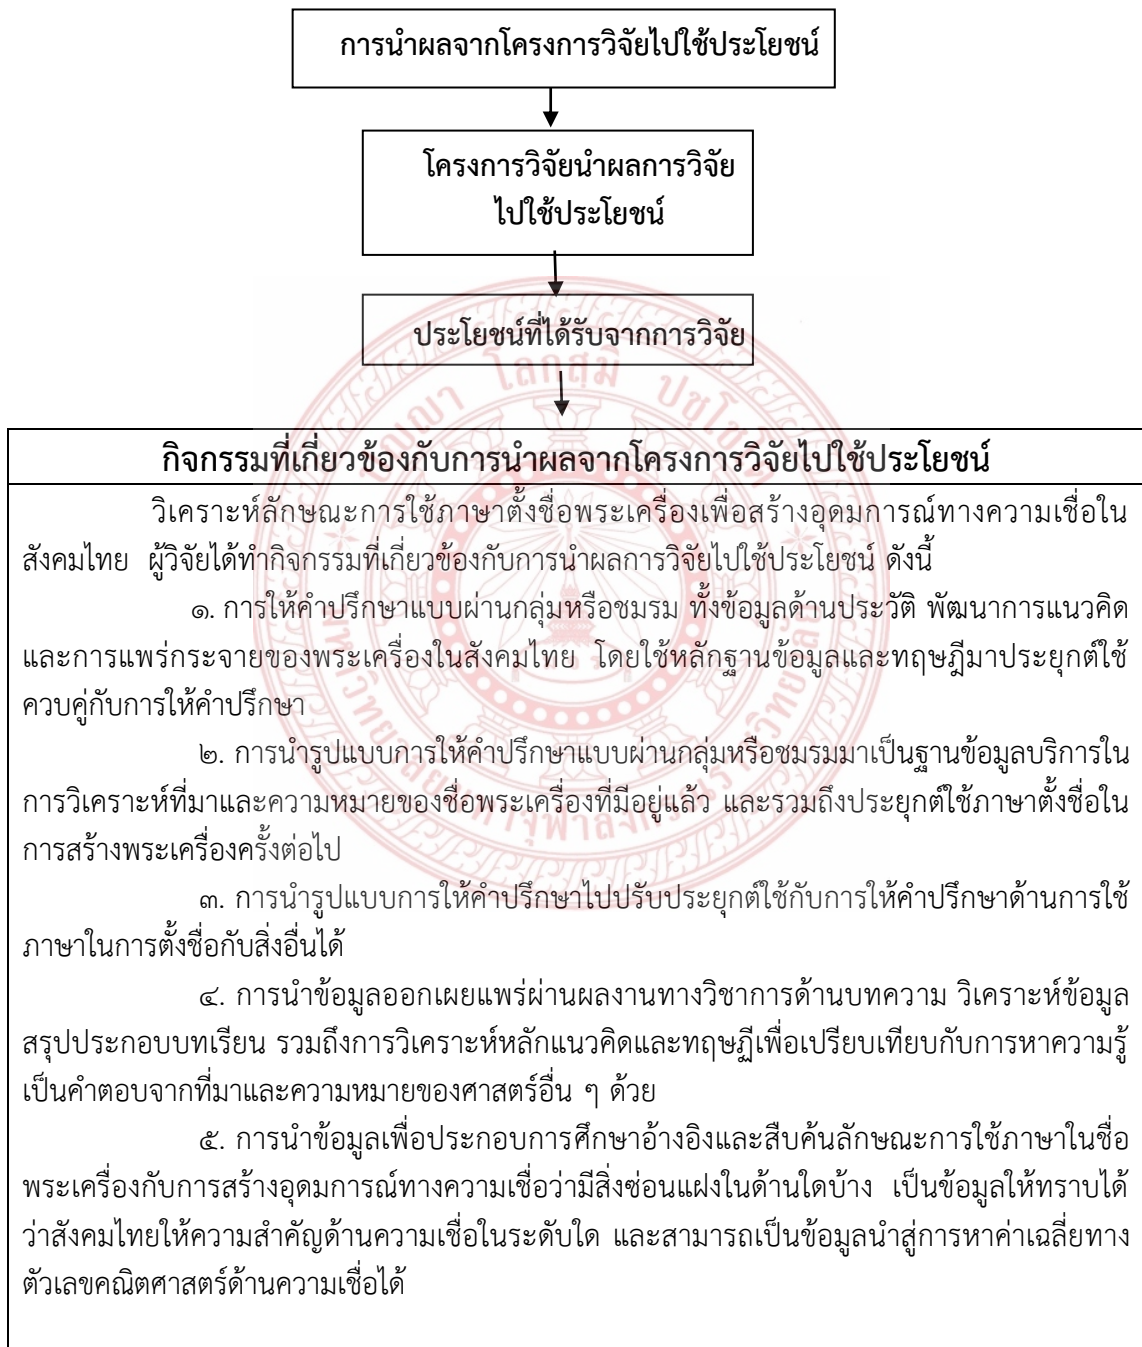 การนำผลจากโครงการวิจัยไปใช้ประโยชน์
โครงการวิจัยนำผลการวิจัย
ไปใช้ประโยชน์
ประโยชน์ที่ได้รับจากการวิจัย
ปญฺญา โลกสฺมิ ปชฺโชโต
กิจกรรมที่เกี่ยวข้องกับการนำผลจากโครงการวิจัยไปใช้ประโยชน์
วิเคราะห์ลักษณะการใช้ภาษาตั้งชื่อพระเครื่องเพื่อสร้างอุดมการณ์ทางความเชื่อใน
สังคมไทย ผู้วิจัยได้ทำกิจกรรมที่เกี่ยวข้องกับการนำผลการวิจัยไปใช้ประโยชน์ ดังนี้
๑. การให้คำปรึกษาแบบผ่านกลุ่มหรือชมรม ทั้งข้อมูลด้านประวัติ พัฒนาการแนวคิด
และการแพร่กระจายของพระเครื่องในสังคมไทย โดยใช้หลักฐานข้อมูลและทฤษฎีมาประยุกต์ใช้
ควบคู่กับการให้คำปรึกษา
๒. การนำรูปแบบการให้คำปรึกษาแบบผ่านกลุ่มหรือชมรมมาเป็นฐานข้อมูลบริการใน
การวิเคราะห์ที่มาและความหมายของชื่อพระเครื่องที่มีอยู่แล้ว และรวมถึงประยุกต์ใช้ภาษาตั้งชื่อใน
การสร้างพระเครื่องครั้งต่อไป
๓. การนำรูปแบบการให้คำปรึกษาไปปรับประยุกต์ใช้กับการให้คำปรึกษาด้านการใช้
ภาษาในการตั้งชื่อกับสิ่งอื่นได้
๔. การนำข้อมูลออกเผยแพร่ผ่านผลงานทางวิชาการด้านบทความ วิเคราะห์ข้อมูล
สรุปประกอบบทเรียน รวมถึงการวิเคราะห์หลักแนวคิดและทฤษฎีเพื่อเปรียบเทียบกับการหาความรู้
เป็นคำตอบจากที่มาและความหมายของศาสตร์อื่น ๆ ด้วย
๕. การนำข้อมูลเพื่อประกอบการศึกษาอ้างอิงและสืบค้นลักษณะการใช้ภาษาในชื่อ
พระเครื่องกับการสร้างอุดมการณ์ทางความเชื่อว่ามีสิ่งซ่อนแฝงในด้านใดบ้าง เป็นข้อมูลให้ทราบได้
ว่าสังคมไทยให้ความสำคัญด้านความเชื่อในระดับใด และสามารถเป็นข้อมูลนำสู่การหาค่าเฉลี่ยทาง
ตัวเลขคณิตศาสตร์ด้านความเชื่อได้
มหาวิทยาลัยมหาจุฬาลงกรณราชวิทยาลัย